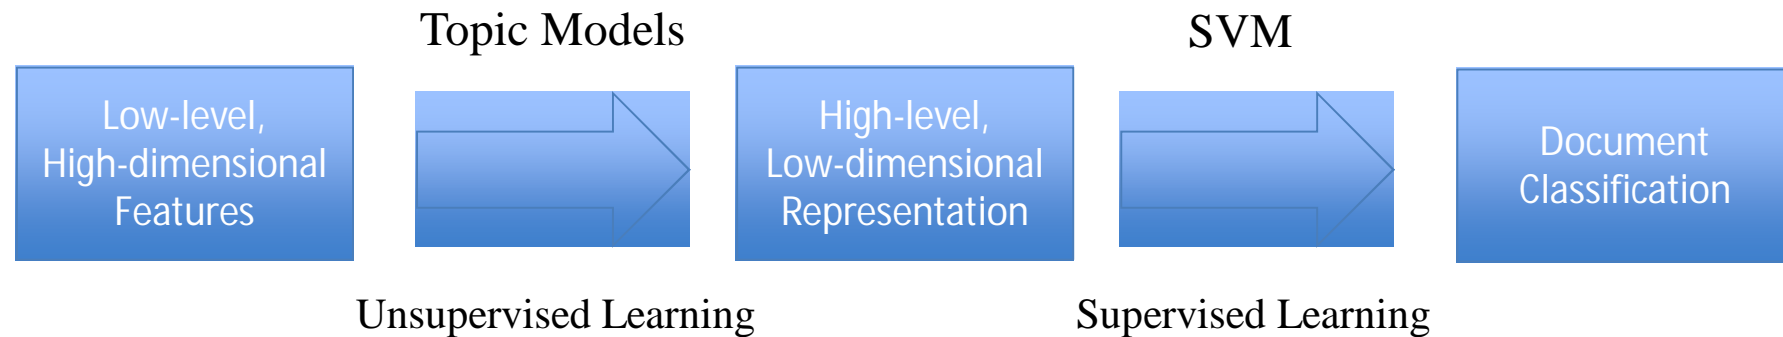 Topic Models
SVM
Low-level,
High-dimensional
Features
High-level,
Low-dimensional
Representation
Document
Classification
Unsupervised Learning
Supervised Learning